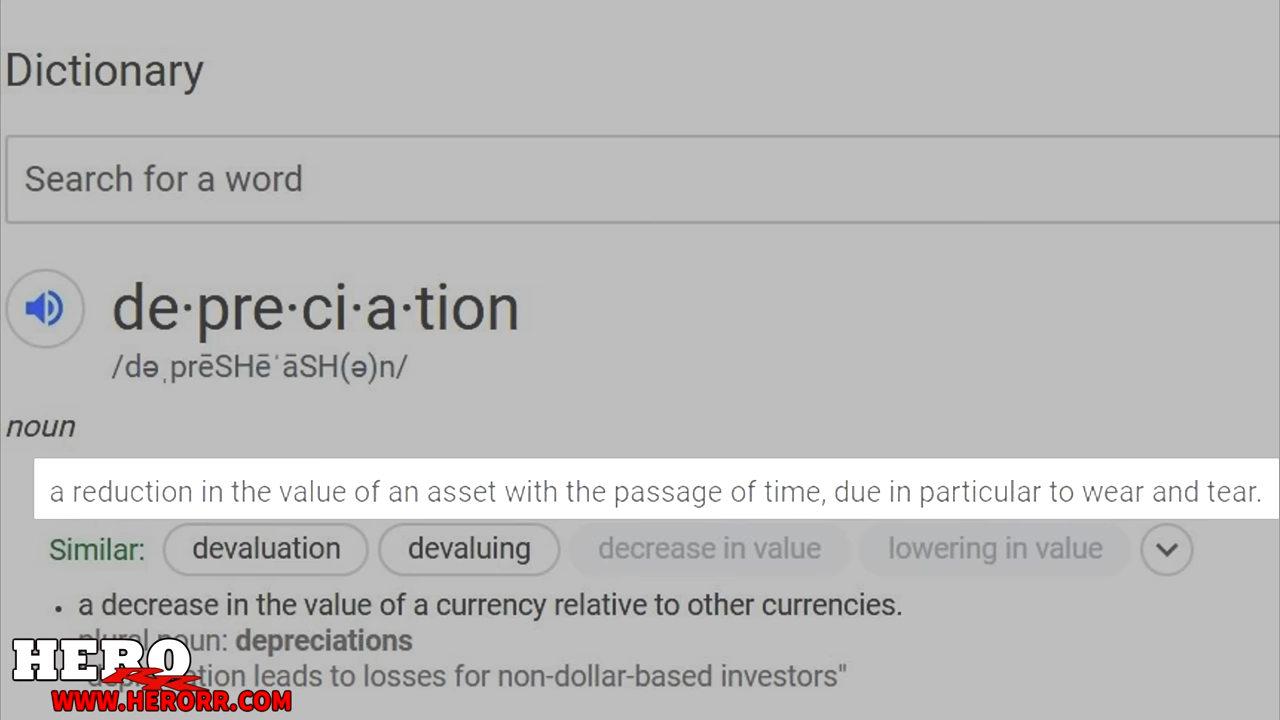 Dictionary
Search for a word
de·pre·ci·a·tion
/dəˌprēSHēˈāSH(ə)n/
noun
a reduction in the value of an asset with the passage of time, due in particular to wear and tear.
Similar: devaluation devaluing decrease in value lowering in value
• a decrease in the value of a currency relative to other currencies.
plural noun: depreciations
leads to losses for non-dollar-based investors"
HERO
WWW.HERORR.COM